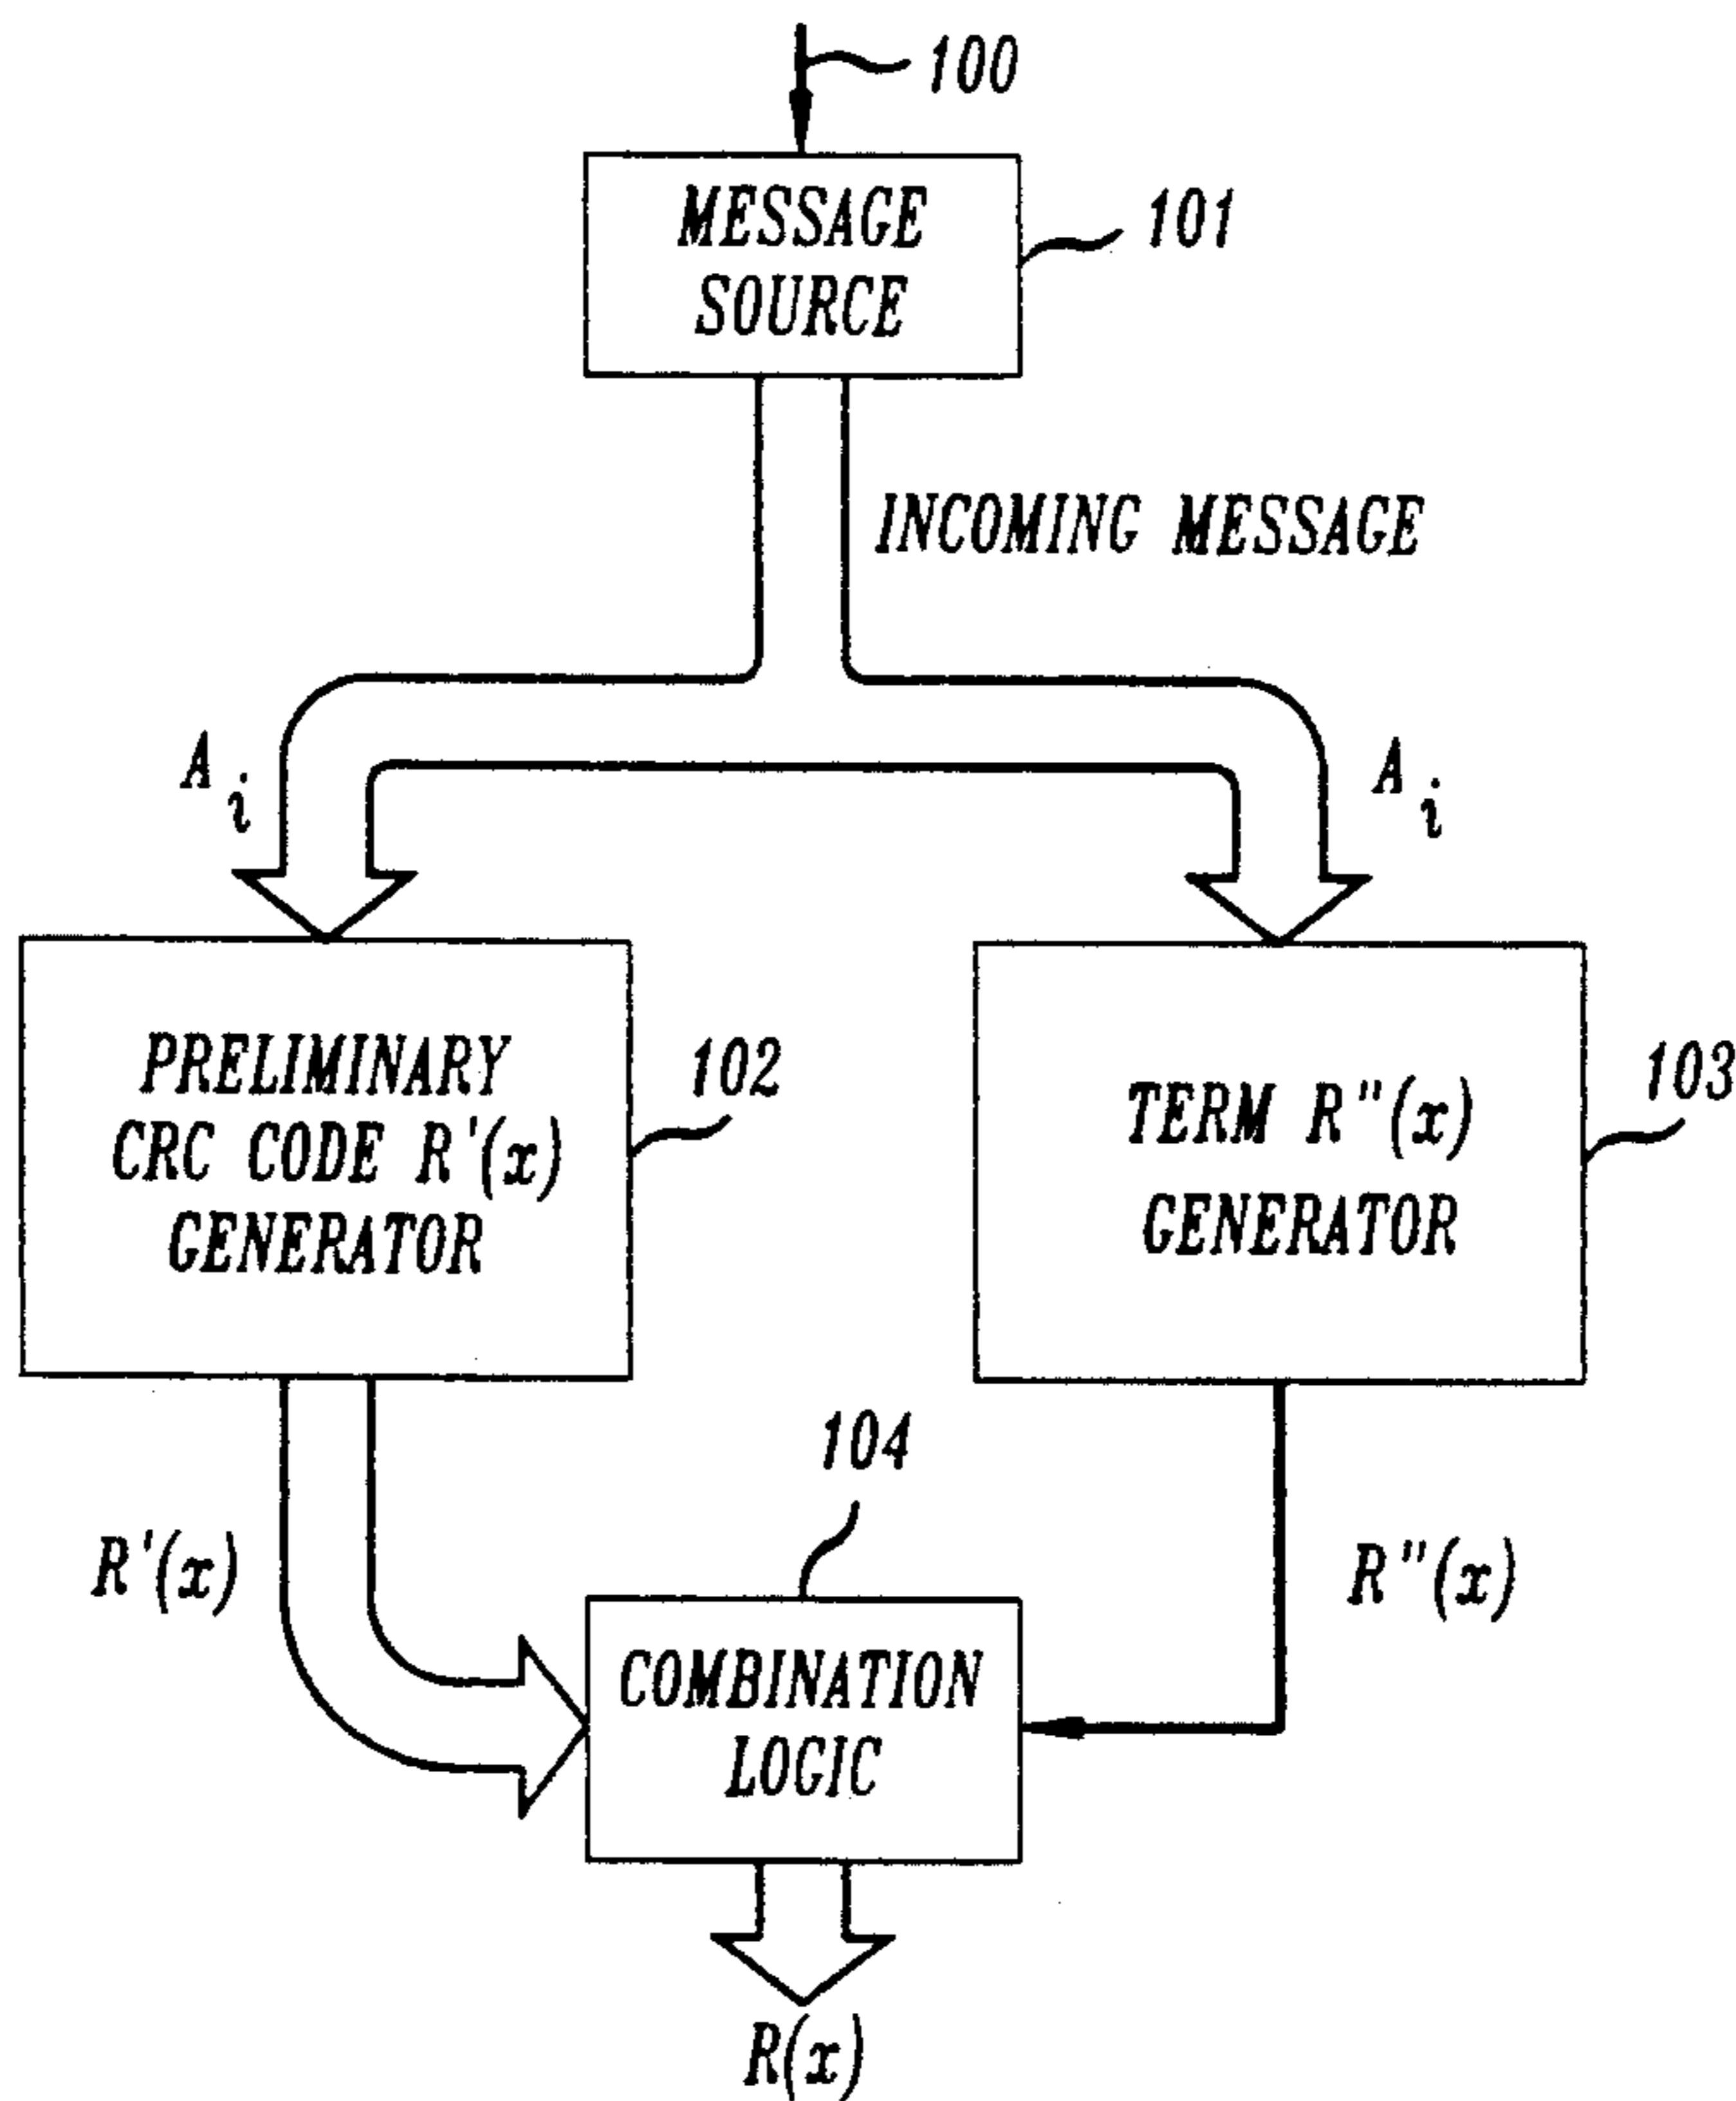 100
MESSAGE
SOURCE
101
INCOMING MESSAGE
A i
A i
PRELIMINARY
CRC CODE R'(x)
GENERATOR
102
TERM R"(x)
GENERATOR
103
104
R'(x)
R"(x)
COMBINATION
LOGIC
R(x)